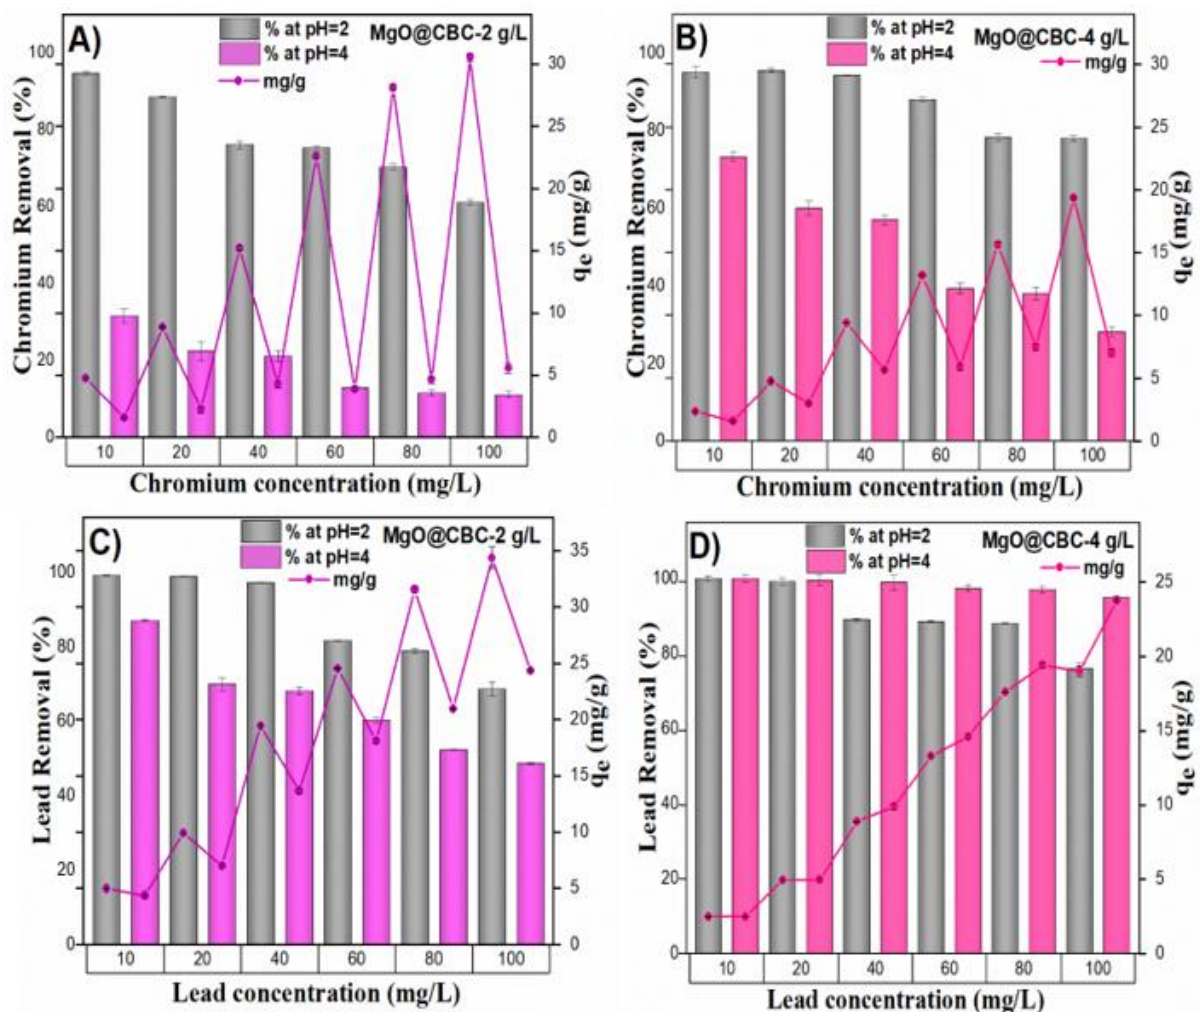 A)
% at pH=2
% at pH=4
mg/g
MgO@CBC-2 g/L
Chromium Removal (%)
100
80
60
40
20
0
qe (mg/g)
30
25
20
15
10
5
0
10 20 40 60 80 100
Chromium concentration (mg/L)
B)
% at pH=2
% at pH=4
MgO@CBC-4 g/L
mg/g
Chromium Removal (%)
100
80
60
40
20
0
qe (mg/g)
30
25
20
15
10
5
0
10 20 40 60 80 100
Chromium concentration (mg/L)
C)
% at pH=2
% at pH=4
mg/g
MgO@CBC-2 g/L
Lead Removal (%)
100
80
60
40
20
0
qe (mg/g)
35
30
25
20
15
10
5
0
10 20 40 60 80 100
Lead concentration (mg/L)
D)
% at pH=2
% at pH=4
MgO@CBC-4 g/L
mg/g
Lead Removal (%)
100
80
60
40
20
0
qe (mg/g)
25
20
15
10
5
0
10 20 40 60 80 100
Lead concentration (mg/L)